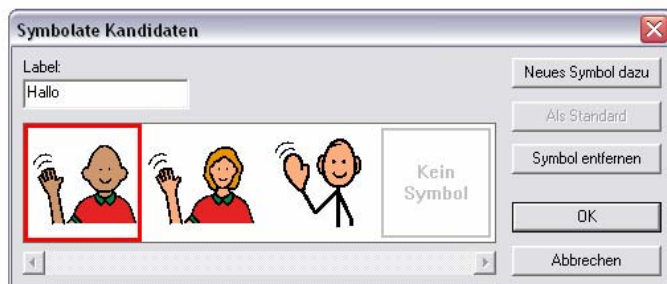 Symbolate Kandidaten
Label:
Hallo
Kein
Symbol
Neues Symbol dazu
Als Standard
Symbol entfernen
OK
Abbrechen